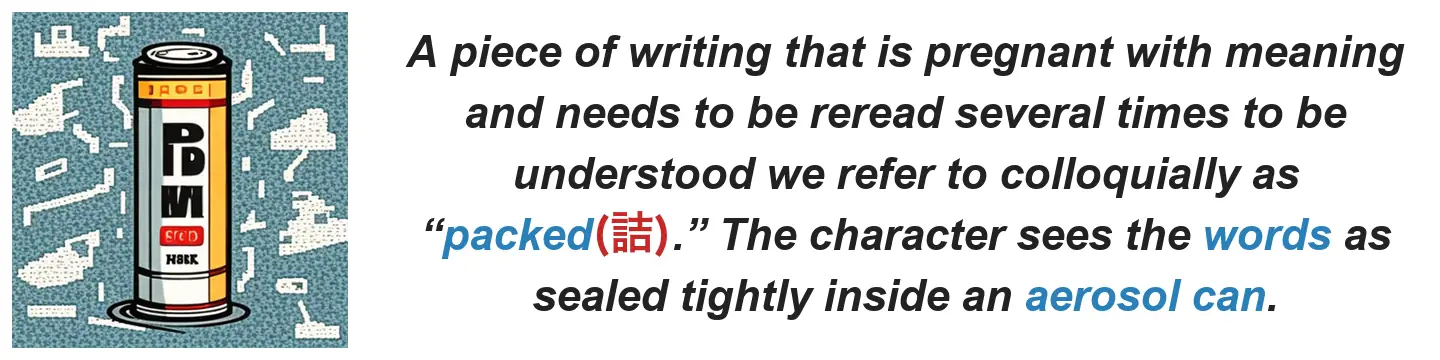 A piece of writing that is pregnant with meaning
and needs to be reread several times to be
understood we refer to colloquially as
“packed(詰).” The character sees the words as
sealed tightly inside an aerosol can.